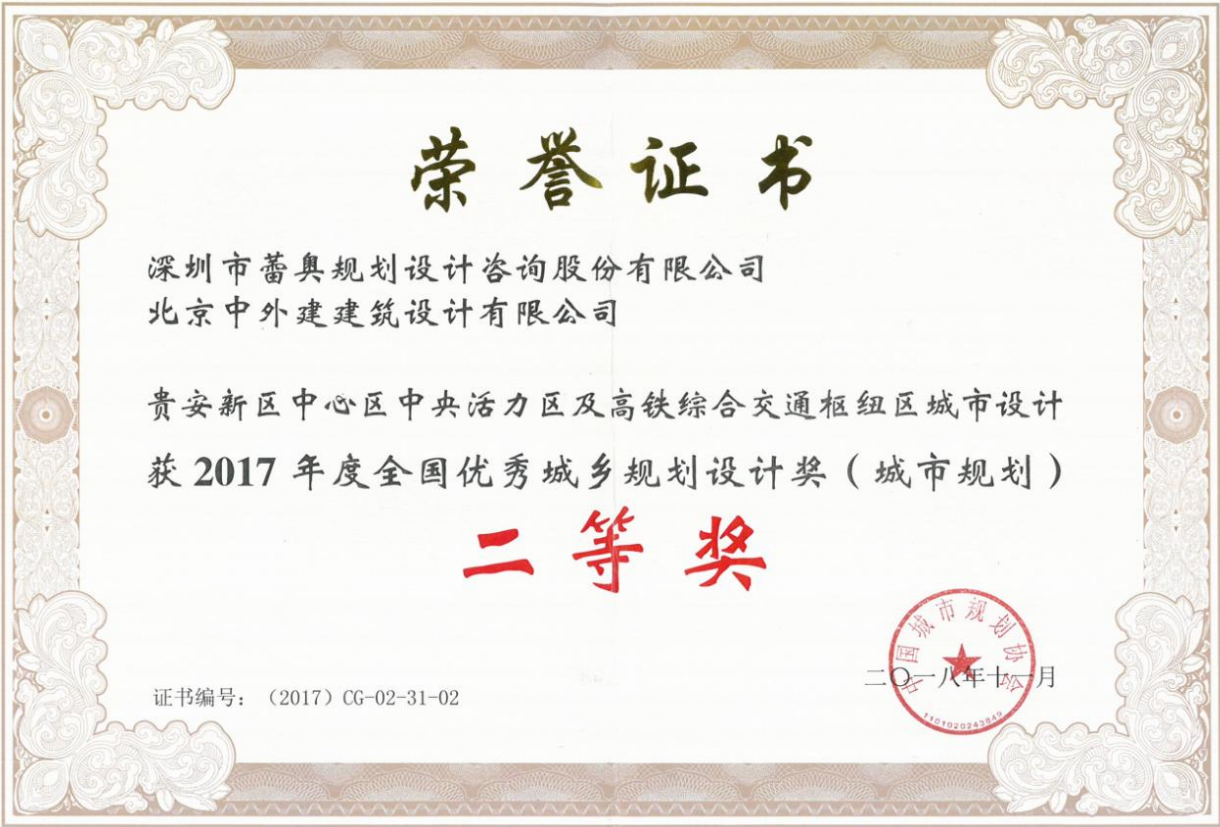 荣誉证书
深圳市蕾奥规划设计咨询股份有限公司
北京中外建建筑设计有限公司
贵安新区中心区中央活力区及高铁综合交通枢纽区城市设计
获 2017 年度全国优秀城乡规划设计奖（城市规划）
二等奖
中国城市规划协会
二〇一八年十一月
1101020243849
证书编号：（2017）CG-02-31-02